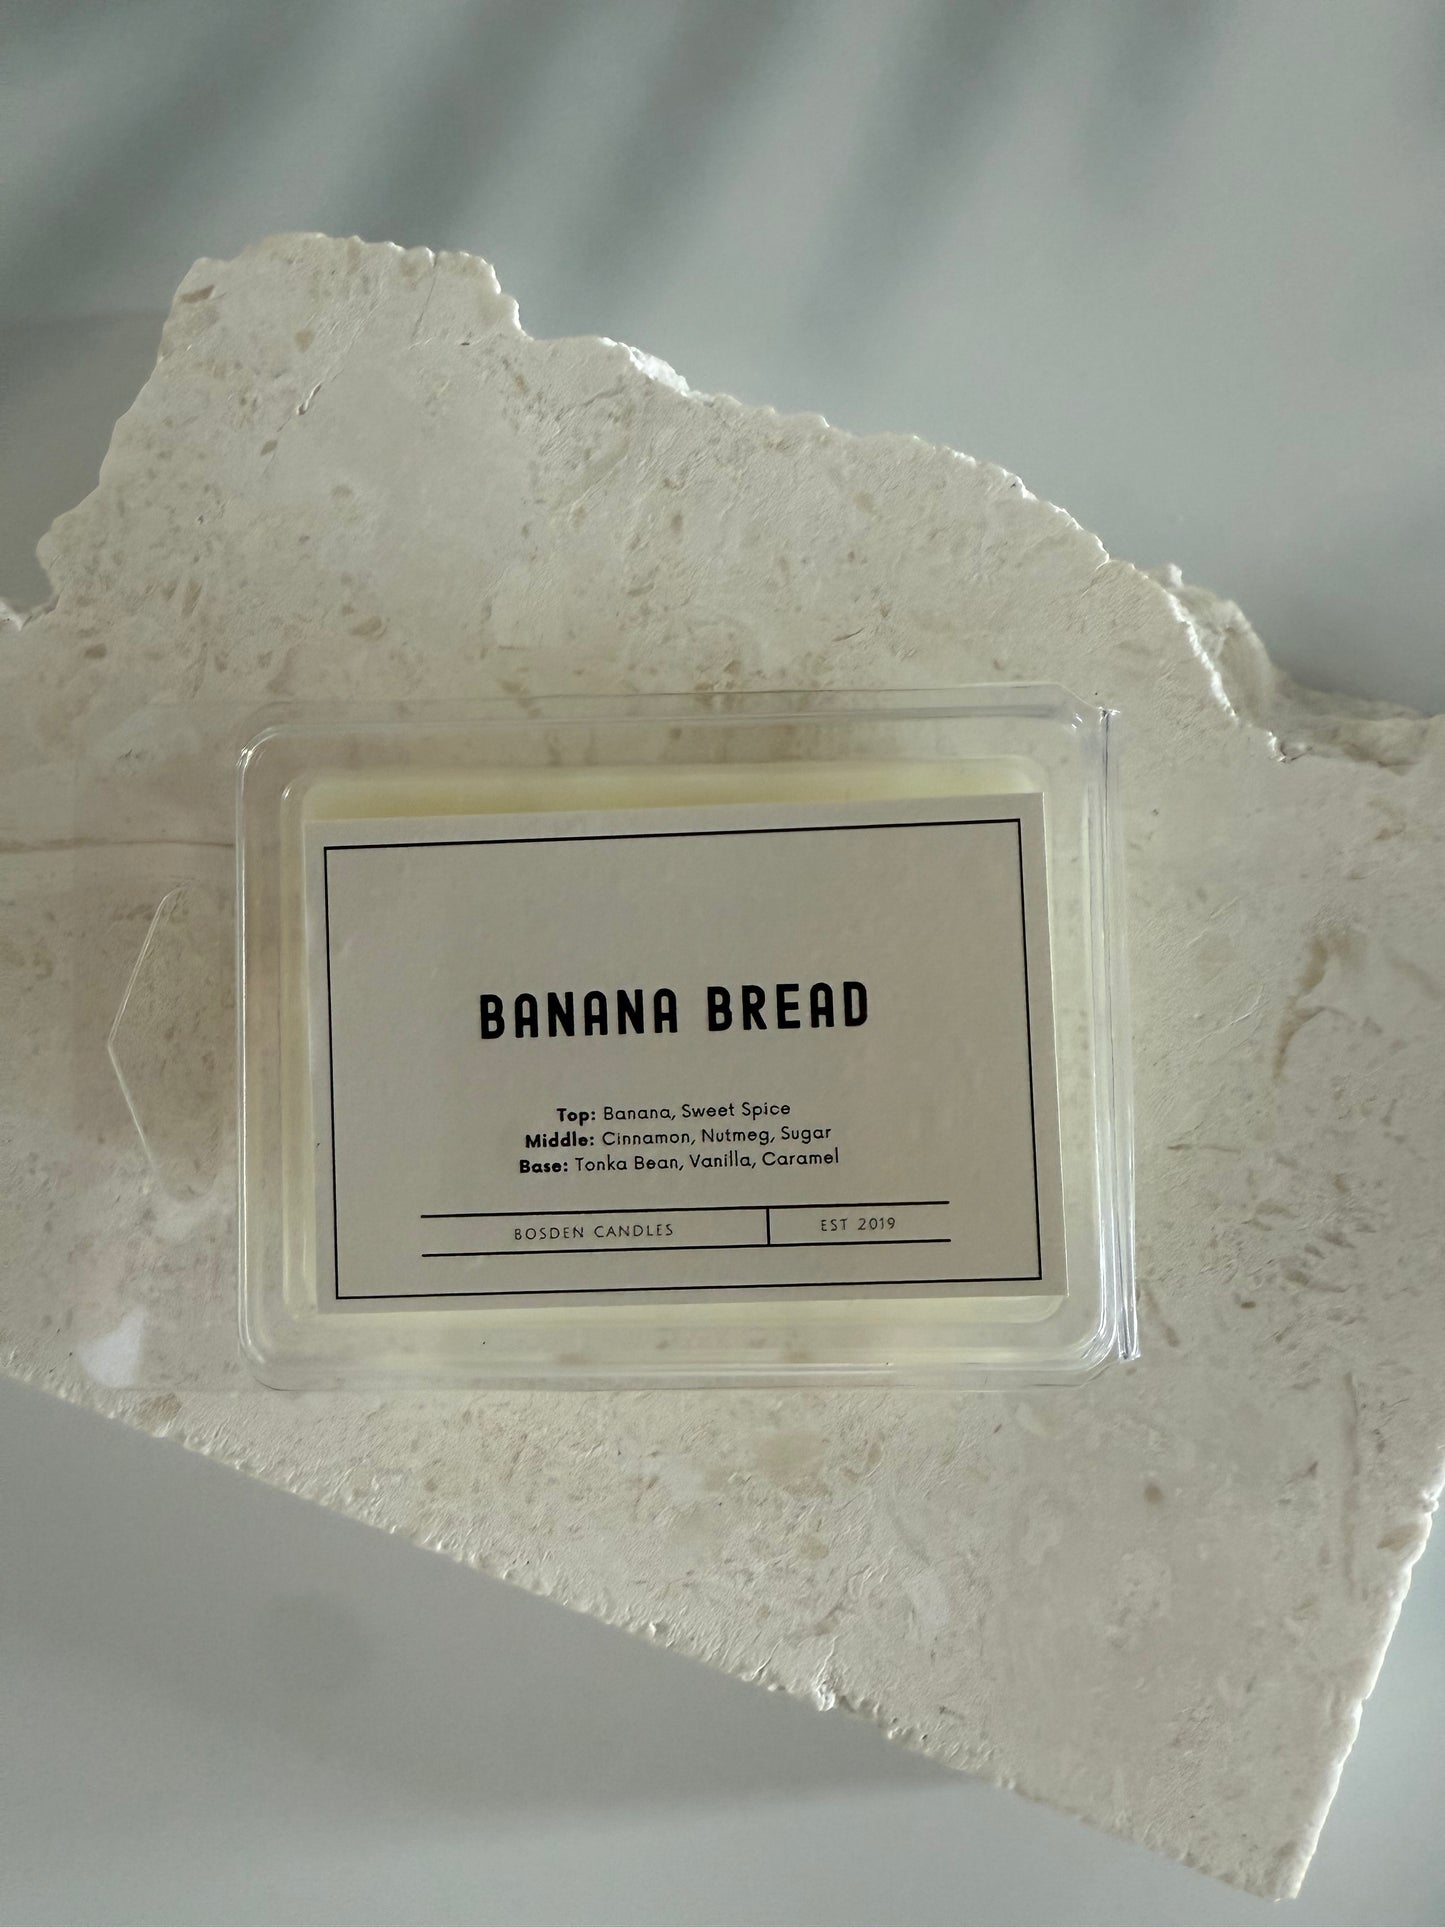 BANANA BREAD
Top: Banana, Sweet Spice
Middle: Cinnamon, Nutmeg, Sugar
Base: Tonka Bean, Vanilla, Caramel
BOSDEN CANDLES EST 2019